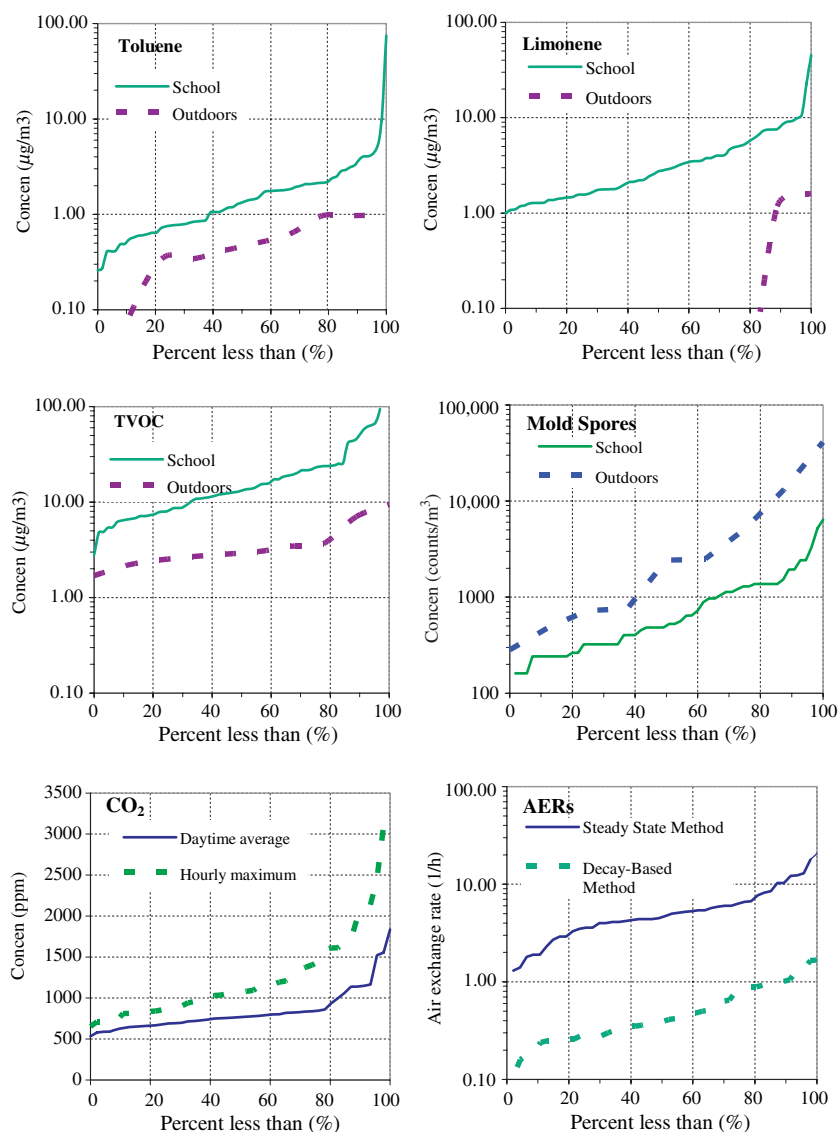 Toluene
School
Outdoors
100.00
10.00
1.00
0.10
0 20 40 60 80 100
Concen (µg/m3)
Percent less than (%)
Limonene
School
Outdoors
100.00
10.00
1.00
0.10
0 20 40 60 80 100
Concen (µg/m3)
Percent less than (%)
TVOC
School
Outdoors
100.00
10.00
1.00
0.10
0 20 40 60 80 100
Concen (µg/m3)
Percent less than (%)
Mold Spores
School
Outdoors
100,000
10,000
1000
100
0 20 40 60 80 100
Concen (counts/m³)
Percent less than (%)
CO₂
Daytime average
Hourly maximum
3500
3000
2500
2000
1500
1000
500
0
0 20 40 60 80 100
Concen (ppm)
Percent less than (%)
AERs
Steady State Method
Decay-Based
Method
100.00
10.00
1.00
0.10
0 20 40 60 80 100
Air exchange rate (1/h)
Percent less than (%)